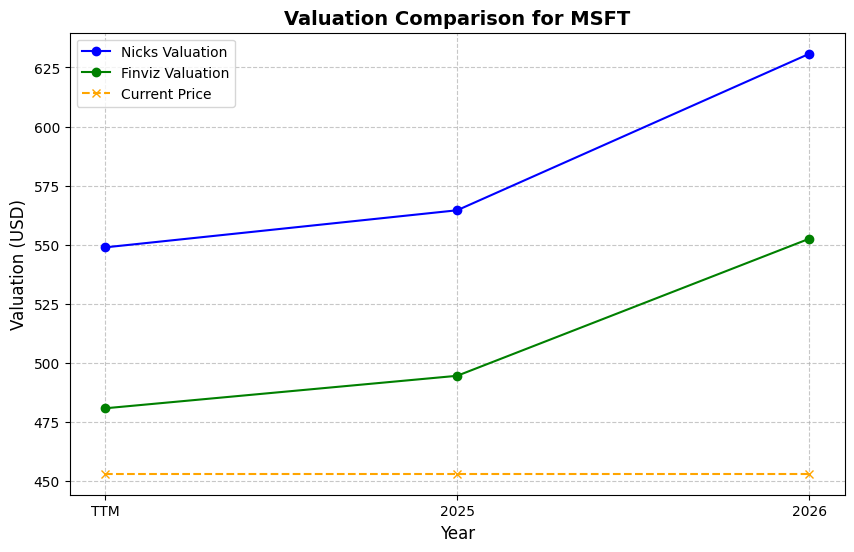 Valuation Comparison for MSFT
Nicks Valuation
Finviz Valuation
Current Price
Valuation (USD)
625
600
575
550
525
500
475
450
TTM 2025 2026
Year